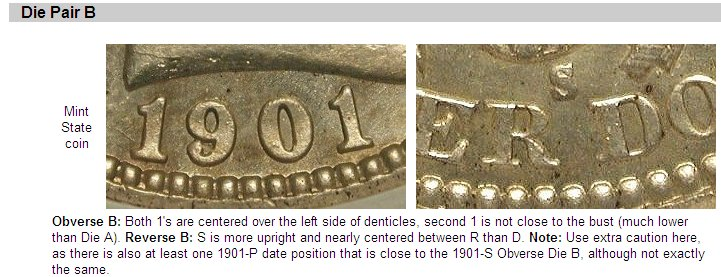 Die Pair B
Mint
State
coin
1901
S
ER DO
Obverse B: Both 1's are centered over the left side of denticles, second 1 is not close to the bust (much lower
than Die A). Reverse B: S is more upright and nearly centered between R than D. Note: Use extra caution here,
as there is also at least one 1901-P date position that is close to the 1901-S Obverse Die B, although not exactly
the same.